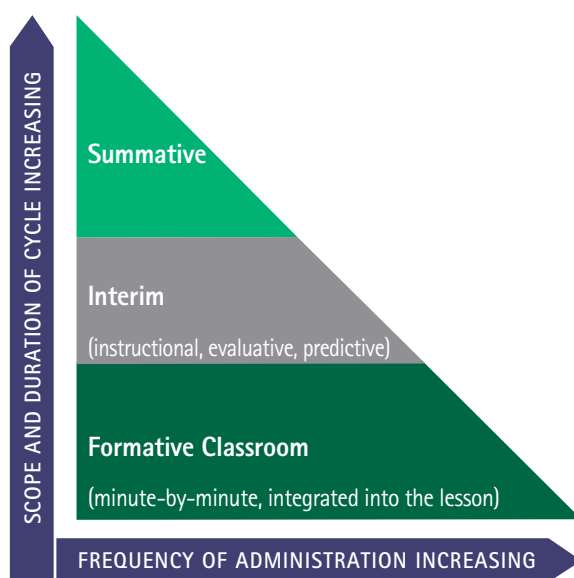 SCOPE AND DURATION OF CYCLE INCREASING
Summative
Interim
(instructional, evaluative, predictive)
Formative Classroom
(minute-by-minute, integrated into the lesson)
FREQUENCY OF ADMINISTRATION INCREASING